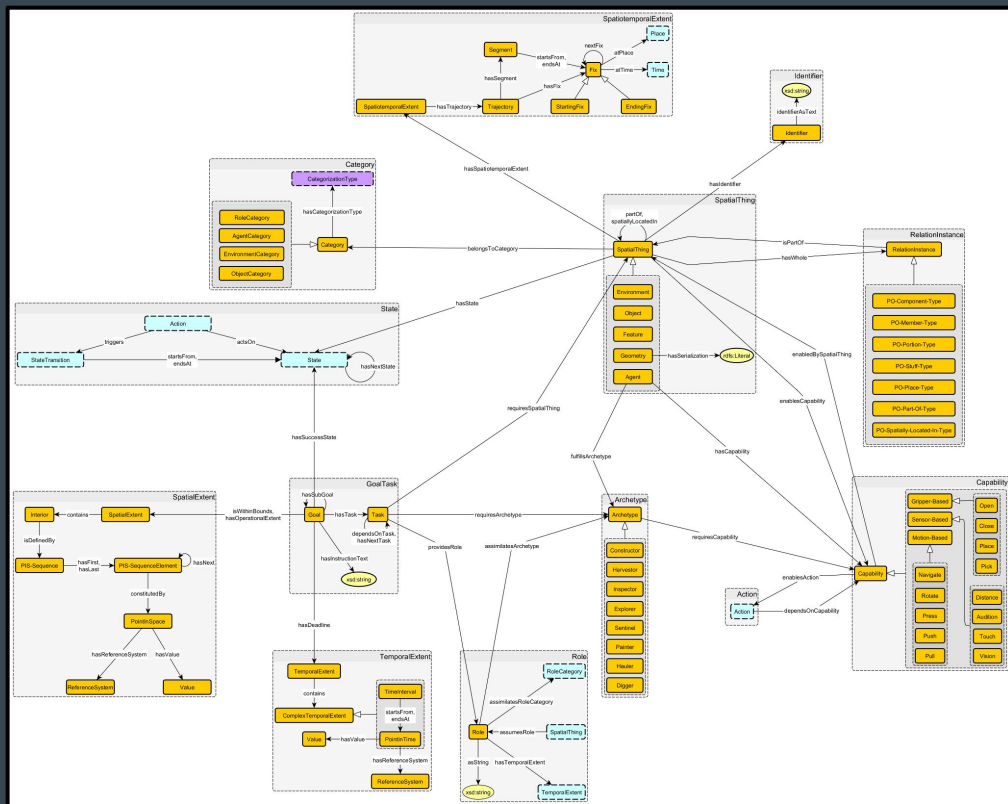 SpatiotemporalExtent
Place
nextFix
atPlace
Segment
startsFrom,
endsAt
Fix
atTime
Time
hasSegment
hasFix
SpatiotemporalExtent
hasTrajectory
Trajectory
StartingFix
EndingFix
Identifier
xsd:string
identifierAsText
Identifier
hasSpatiotemporalExtent
hasIdentifier
Category
CategorizationType
hasCategorizationType
RoleCategory
AgentCategory
EnvironmentCategory
ObjectCategory
Category
belongsToCategory
SpatialThing
partOf,
spatiallyLocatedIn
SpatialThing
Environment
Object
Feature
Geometry
Agent
hasSerialization
rdfs:Literal
isPartOf
hasWhole
RelationInstance
RelationInstance
PO-Component-Type
PO-Member-Type
PO-Portion-Type
PO-Stuff-Type
PO-Place-Type
PO-Part-Of-Type
PO-Spatially-Located-In-Type
hasState
State
Action
triggers
actsOn
StateTransition
startsFrom,
endsAt
State
hasNextState
enabledBySpatialThing
enablesCapability
requiresSpatialThing
hasSuccessState
hasCapability
fulfillsArchetype
SpatialExtent
Interior
contains
SpatialExtent
isDefinedBy
PIS-Sequence
hasFirst,
hasLast
PIS-SequenceElement
hasNext
constitutedBy
PointInSpace
hasReferenceSystem
hasValue
ReferenceSystem
Value
isWithinBounds,
hasOperationalExtent
GoalTask
hasSubGoal
Goal
hasTask
Task
dependsOnTask,
hasNextTask
hasInstructionText
xsd:string
requiresArchetype
providesRole
assimilatesArchetype
Archetype
Archetype
Constructor
Harvestor
Inspector
Explorer
Sentinel
Painter
Hauler
Digger
requiresCapability
Capability
Gripper-Based
Sensor-Based
Motion-Based
Open
Close
Place
Pick
Capability
Navigate
Rotate
Press
Push
Pull
Distance
Audition
Touch
Vision
enablesAction
dependsOnCapability
Action
Action
hasDeadline
TemporalExtent
TemporalExtent
contains
TimeInterval
startsFrom,
endsAt
ComplexTemporalExtent
Value
hasValue
PointInTime
hasReferenceSystem
ReferenceSystem
Role
RoleCategory
assimilatesRoleCategory
Role
assumesRole
SpatialThing
asString
hasTemporalExtent
xsd:string
TemporalExtent